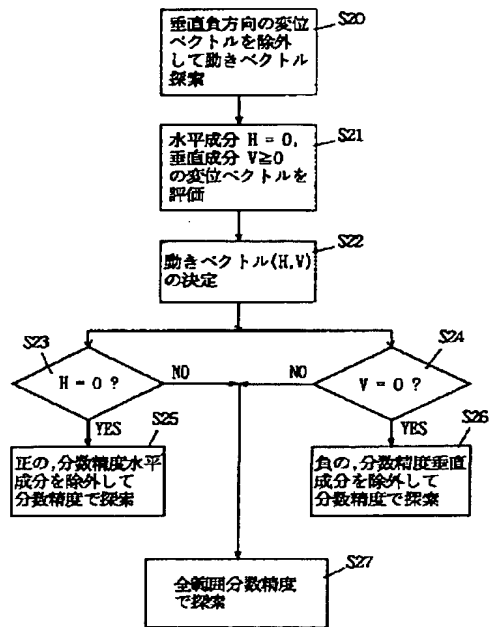 垂直負方向の変位
ベクトルを除外
して動きベクトル
探索
S20
水平成分 H=0,
垂直成分 V≧0
の変位ベクトルを
評価
S21
動きベクトル(H,V)
の決定
S22
S23
H=0?
NO
YES
S24
V=0?
NO
YES
S25
正の,分数精度水平
成分を除外して
分数精度で探索
S26
負の,分数精度垂直
成分を除外して
分数精度で探索
S27
全範囲分数精度
で探索